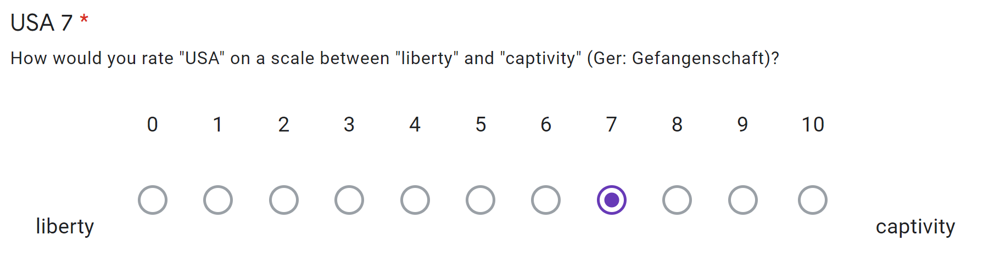 USA 7 *
How would you rate "USA" on a scale between "liberty" and "captivity" (Ger: Gefangenschaft)?
0 1 2 3 4 5 6 7 8 9 10
liberty captivity